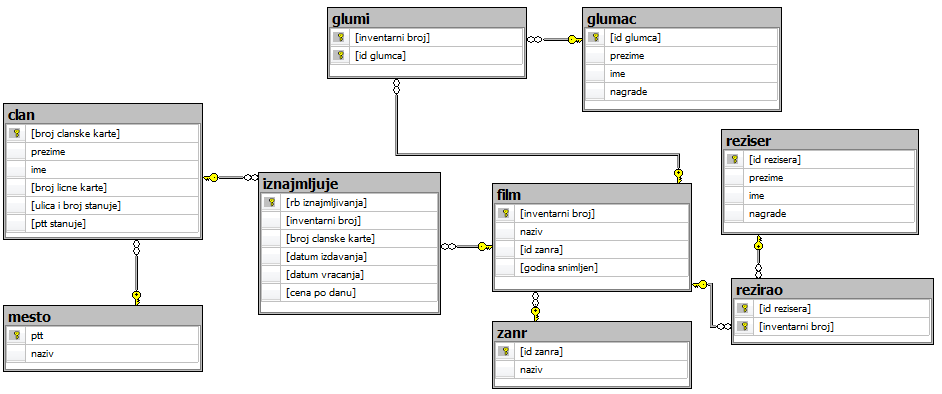 glumi
[inventarni broj]
[id glumca]
glumac
[id glumca]
prezime
ime
nagrade
clan
[broj clanske karte]
prezime
ime
[broj licne karte]
[ulica i broj stanuje]
[ptt stanuje]
iznajmljuje
[rb iznajmljivanja]
[inventarni broj]
[broj clanske karte]
[datum izdavanja]
[datum vracanja]
[cena po danu]
film
[inventarni broj]
naziv
[id zanra]
[godina snimljen]
reziser
[id rezisera]
prezime
ime
nagrade
rezirao
[id rezisera]
[inventarni broj]
mesto
ptt
naziv
zanr
[id zanra]
naziv